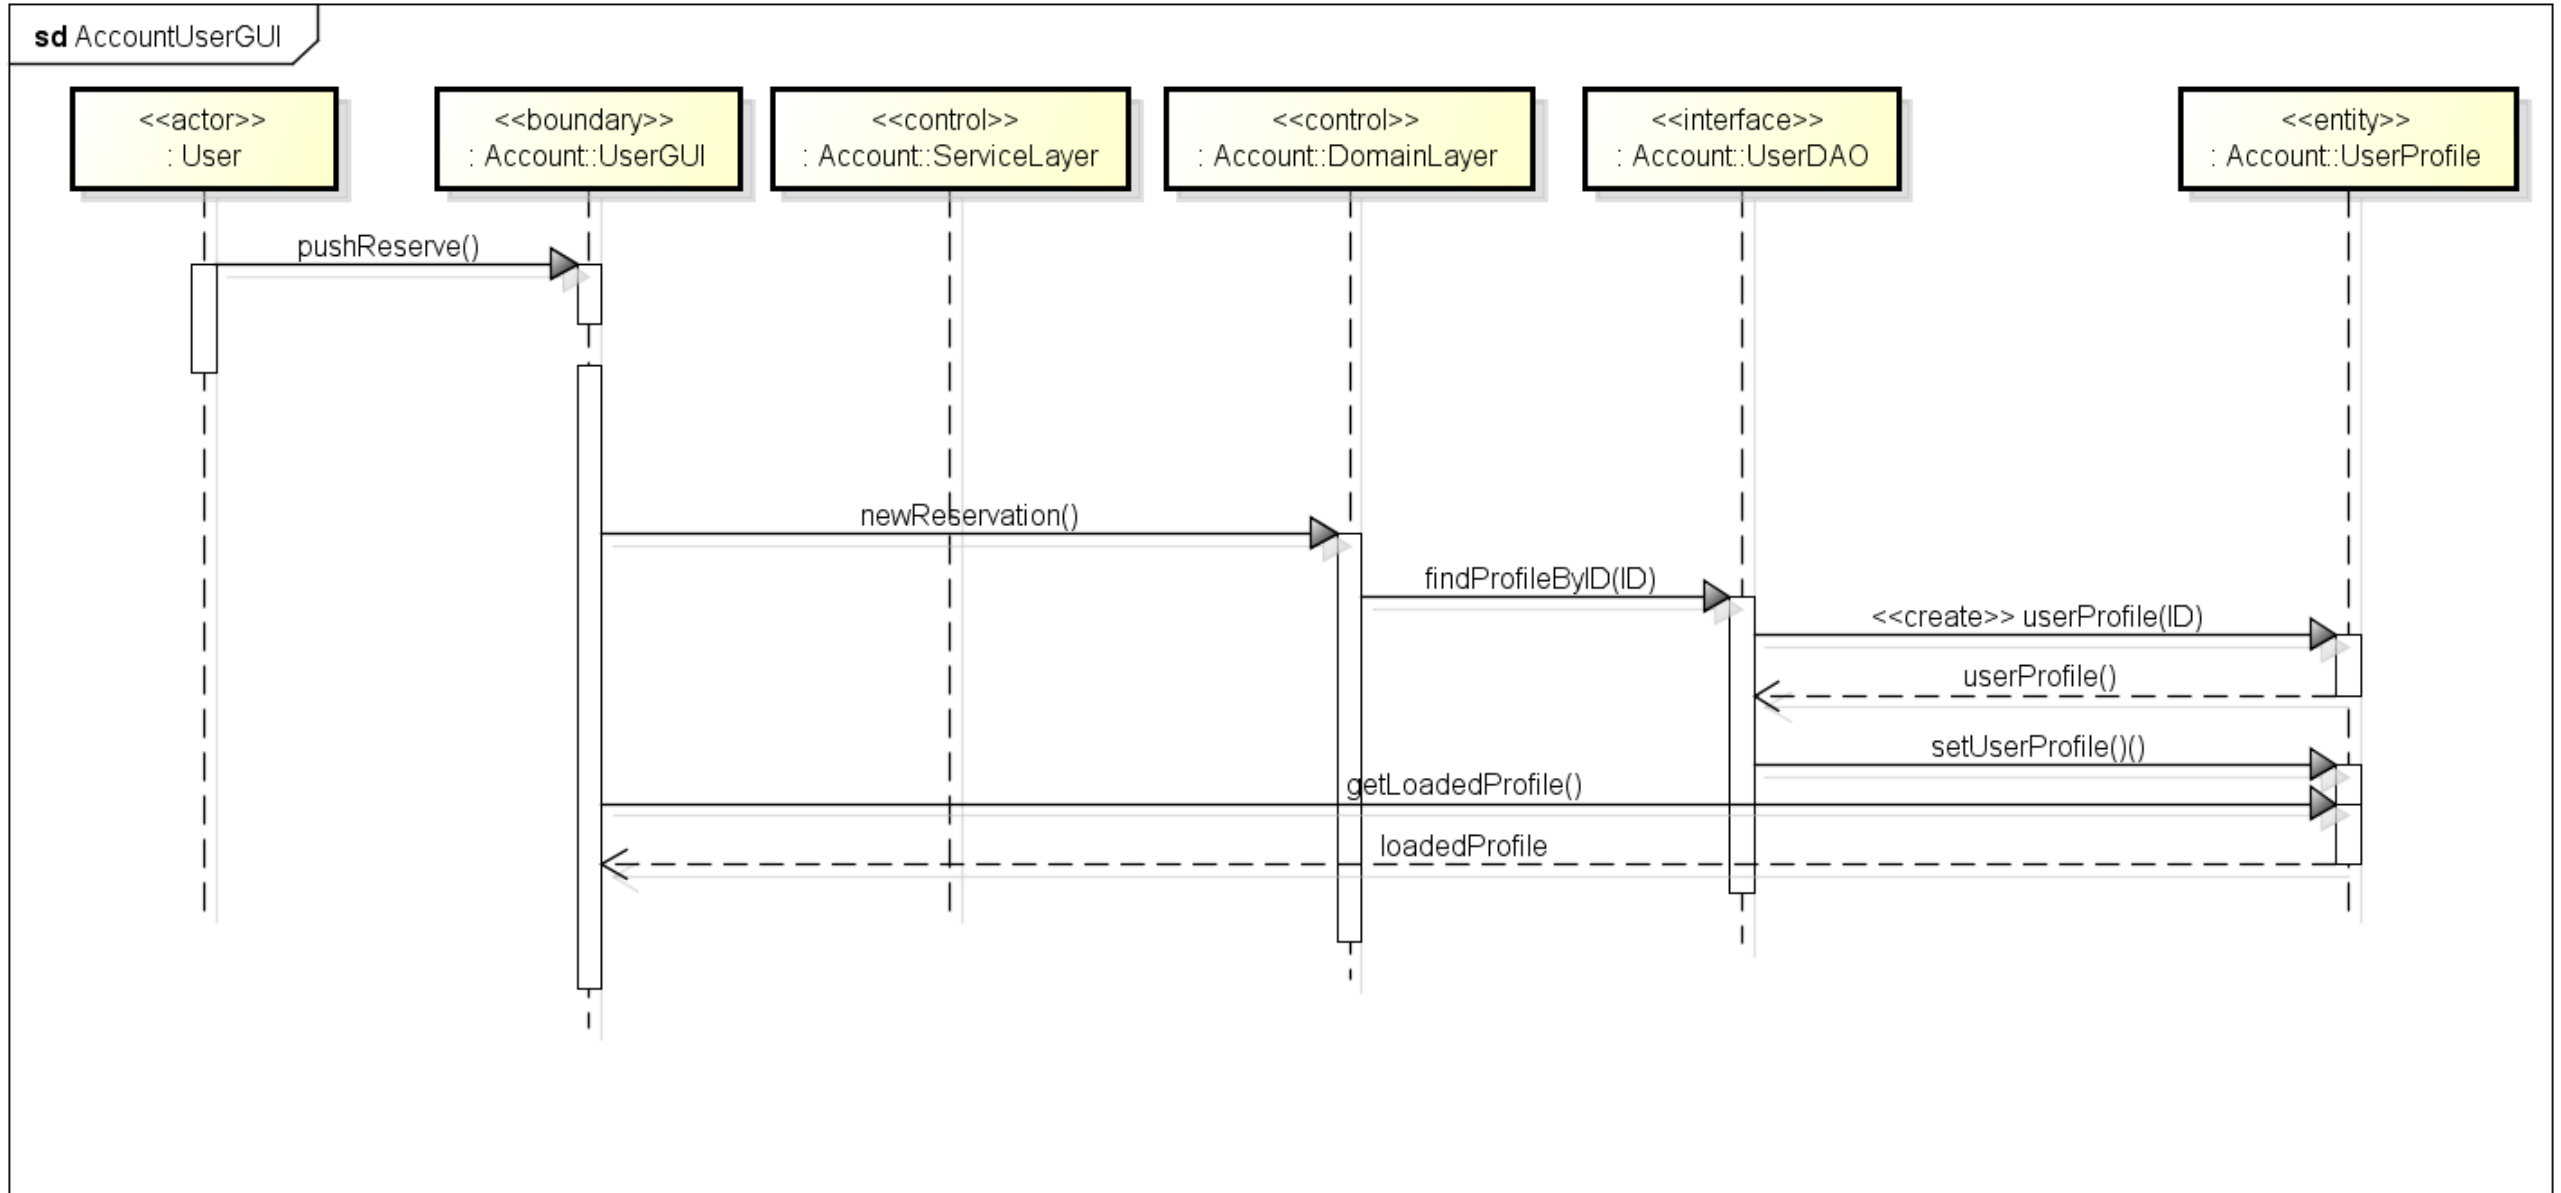 sd AccountUserGUI
<<actor>>
: User
<<boundary>>
: Account::UserGUI
<<control>>
: Account::ServiceLayer
<<control>>
: Account::DomainLayer
<<interface>>
: Account::UserDAO
<<entity>>
: Account::UserProfile
pushReserve()
newReservation()
findProfileByID(ID)
<<create>> userProfile(ID)
userProfile()
setUserProfile()()
getLoadedProfile()
loadedProfile